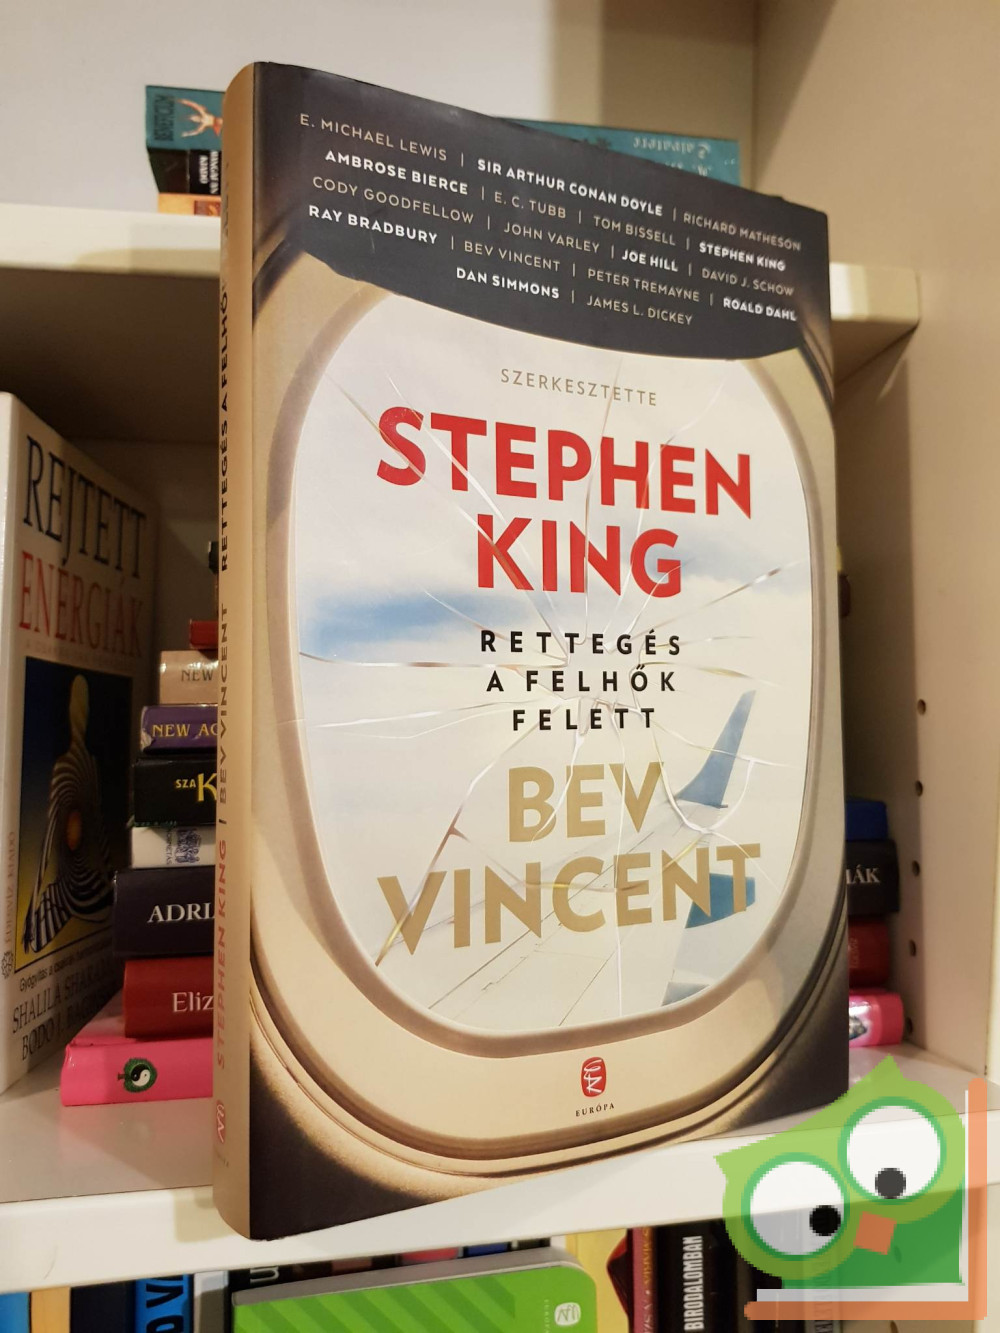 E. MICHAEL LEWIS | SIR ARTHUR CONAN DOYLE | RICHARD MATHESON
AMBROSE BIERCE | E. C. TUBB | TOM BISSELL | STEPHEN KING
CODY GOODFELLOW | JOHN VARLEY | JOE HILL | DAVID J. SCHOW
RAY BRADBURY | BEV VINCENT | PETER TREMAYNE | ROALD DAHL
DAN SIMMONS | JAMES L. DICKEY
SZERKESZTETTE
STEPHEN
KING
RETTEGÉS
A FELHŐK
FELETT
BEV
VINCENT
EURÓPA
STEPHEN KING | BEV VINCENT RETTEGÉS A FELHŐ
REJTETT
ENERGIÁK
SHALILA
BODO J.
NEW
NEW AG
SZA
K
ADRI
Eliz
IÁK
BIRODALOMBAN